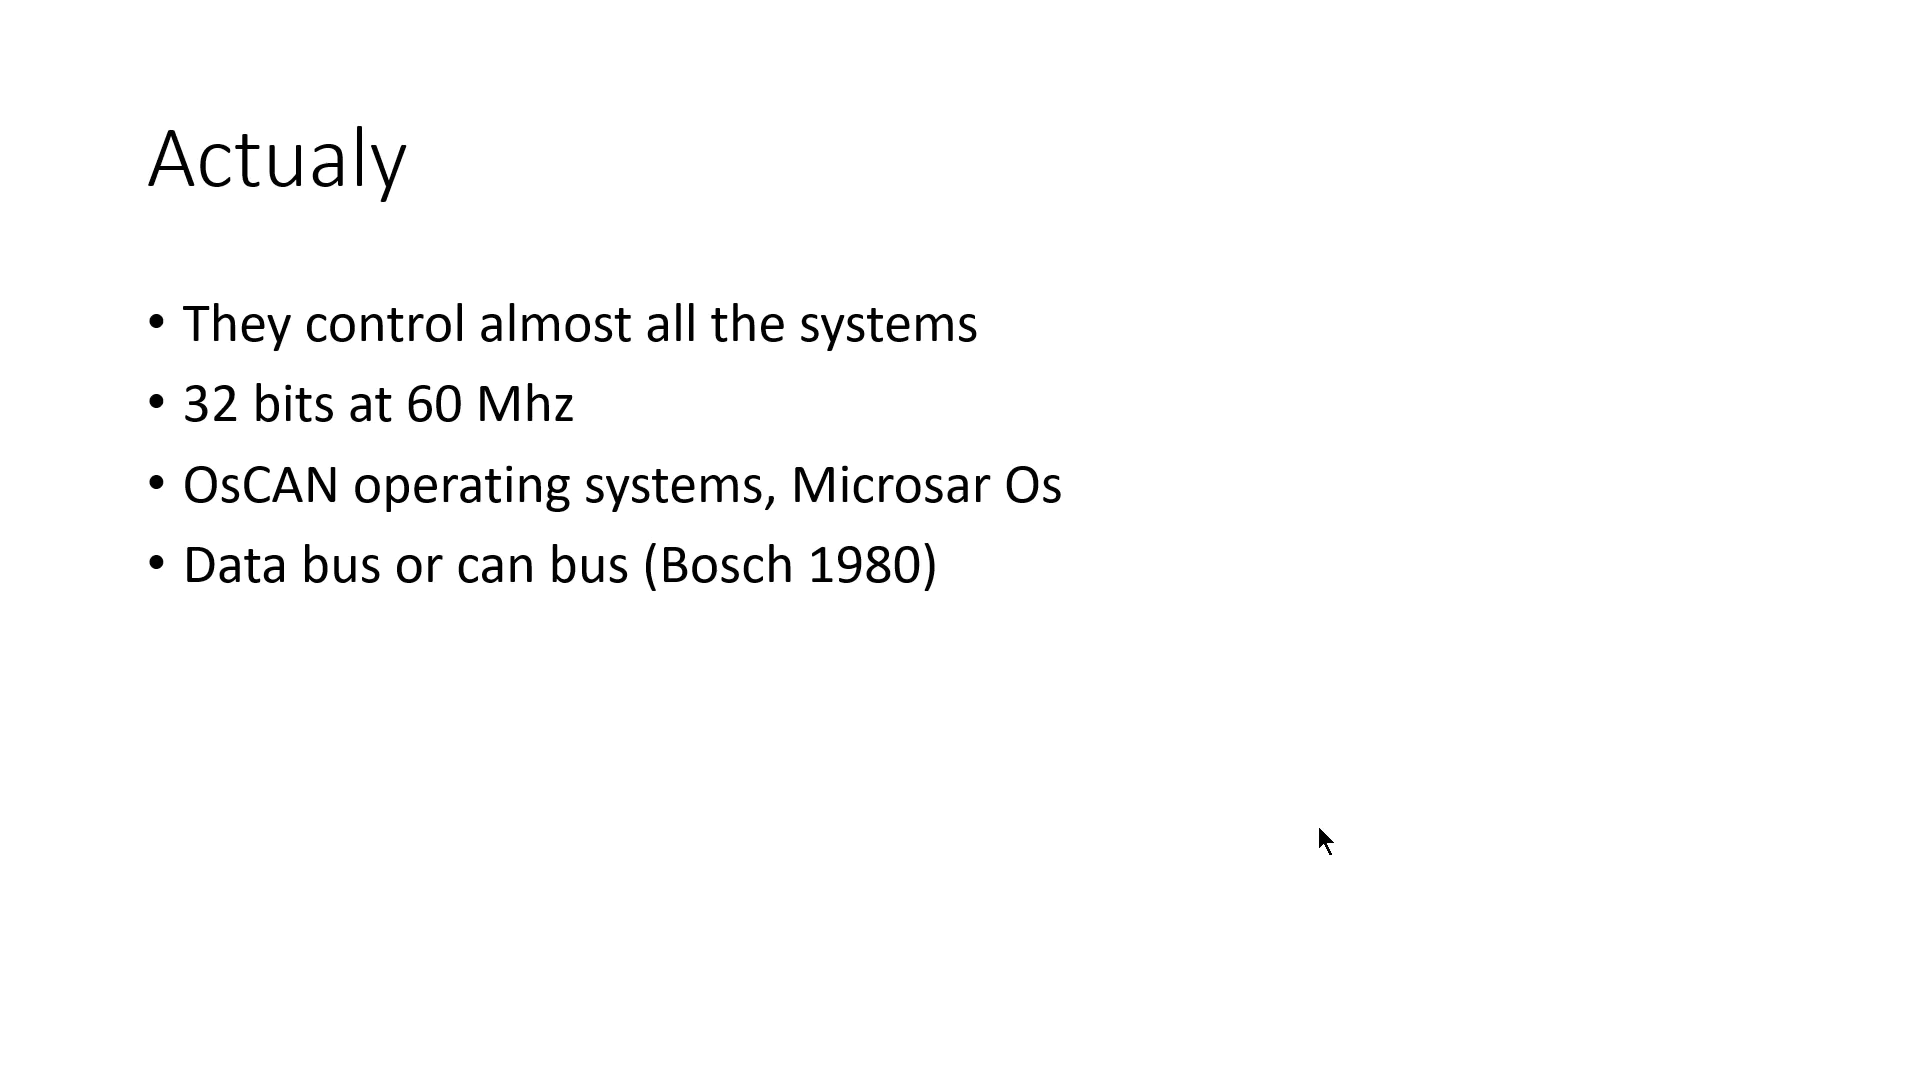 Actualy
• They control almost all the systems
• 32 bits at 60 Mhz
• OsCAN operating systems, Microsar Os
• Data bus or can bus (Bosch 1980)